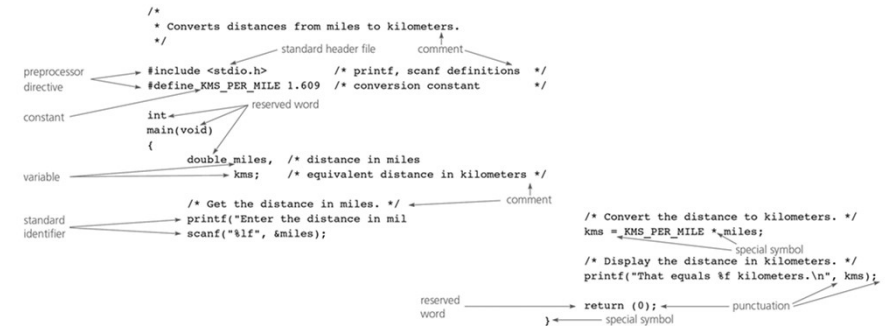 /*
* Converts distances from miles to kilometers.
*/
standard header file comment
preprocessor directive
#include <stdio.h> /* printf, scanf definitions */
#define KMS_PER_MILE 1.609 /* conversion constant */
constant
reserved word
int
main(void)
{
double miles, /* distance in miles
variable
kms; /* equivalent distance in kilometers */
comment
/* Get the distance in miles. */
standard identifier
printf("Enter the distance in mil
scanf("%lf", &miles);
/* Convert the distance to kilometers. */
kms = KMS_PER_MILE * miles;
special symbol
/* Display the distance in kilometers. */
printf("That equals %f kilometers.\n", kms);
reserved word
return (0);
punctuation
}
special symbol